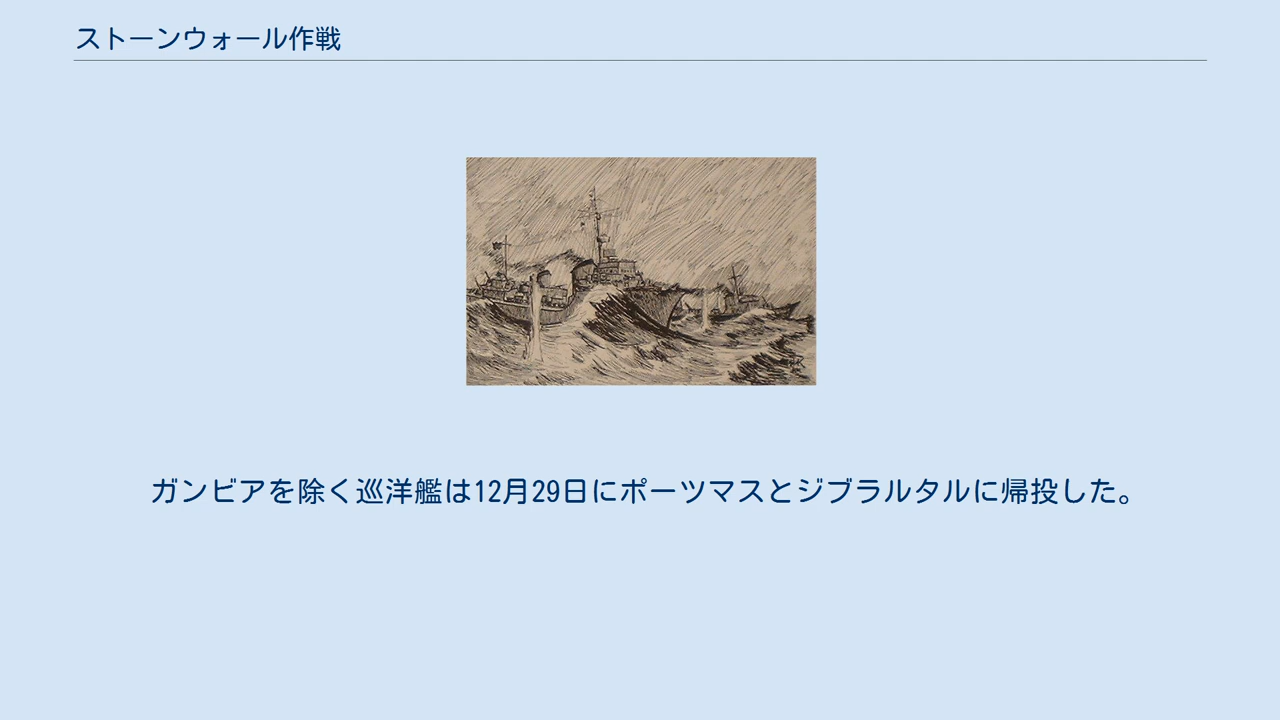 ストーンウォール作戦
ガンビアを除く巡洋艦は12月29日にポーツマスとジブラルタルに帰投した。